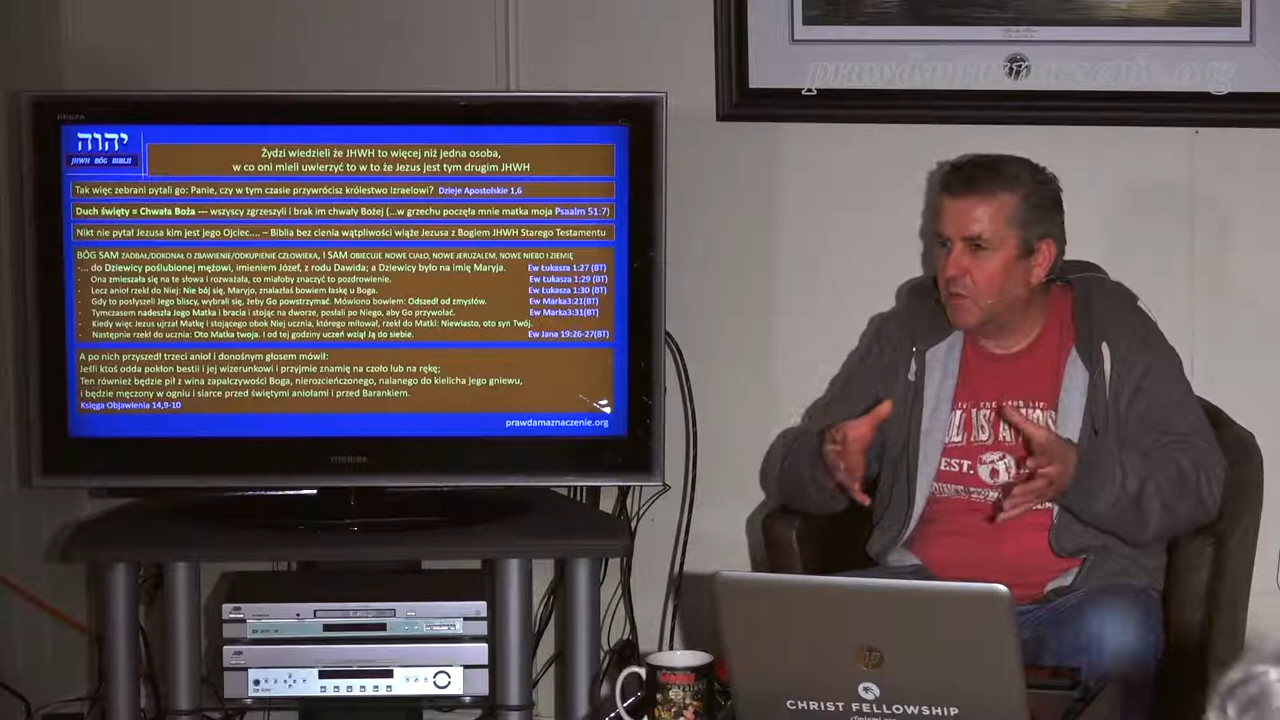 prawdamaznaczenie.org
יהוה
JHWH BÓG BIBLII
Żydzi wiedzieli że JHWH to więcej niż jedna osoba,
w co oni mieli uwierzyć to w to że Jezus jest tym drugim JHWH
Tak więc zebrani pytali go: Panie, czy w tym czasie przywrócisz królestwo Izraelowi? Dzieje Apostolskie 1,6
Duch święty = Chwała Boża --- wszyscy zgrzeszyli i brak im chwały Bożej (...w grzechu poczęła mnie matka moja Psaalm 51:7)
Nikt nie pytał Jezusa kim jest jego Ojciec.... – Biblia bez cienia wątpliwości wiąże Jezusa z Bogiem JHWH Starego Testamentu
BÓG SAM ZADBAŁ/DOKONAŁ O ZBAWIENIE/ODKUPIENIE CZŁOWIEKA, I SAM OBIECUJE NOWE CIAŁO, NOWE JERUZALEM, NOWE NIEBO I ZIEMIĘ
-... do Dziewicy poślubionej mężowi, imieniem Józef, z rodu Dawida; a Dziewicy było na imię Maryja. Ew Łukasza 1:27 (BT)
- Ona zmieszała się na te słowa i rozważała, co miałoby znaczyć to pozdrowienie. Ew Łukasza 1:29 (BT)
- Lecz anioł rzekł do Niej: Nie bój się, Maryjo, znalazłaś bowiem łaskę u Boga. Ew Łukasza 1:30 (BT)
- Gdy to posłyszeli Jego bliscy, wybrali się, żeby Go powstrzymać. Mówiono bowiem: Odszedł od zmysłów. Ew Marka3:21(BT)
- Tymczasem nadeszła Jego Matka i bracia i stojąc na dworze, posłali po Niego, aby Go przywołać. Ew Marka3:31(BT)
- Kiedy więc Jezus ujrzał Matkę i stojącego obok Niej ucznia, którego miłował, rzekł do Matki: Niewiasto, oto syn Twój.
- Następnie rzekł do ucznia: Oto Matka twoja. I od tej godziny uczeń wziął Ją do siebie. Ew Jana 19:26-27(BT)
A po nich przyszedł trzeci anioł i donośnym głosem mówił:
Jeśli ktoś odda pokłon bestii i jej wizerunkowi i przyjmie znamię na czoło lub na rękę;
Ten również będzie pił z wina zapalczywości Boga, nierozcieńczonego, nalanego do kielicha jego gniewu,
i będzie męczony w ogniu i siarce przed świętymi aniołami i przed Barankiem.
Księga Objawienia 14,9-10
prawdamaznaczenie.org
TOSHIBA
EST.
hp
CHRIST FELLOWSHIP